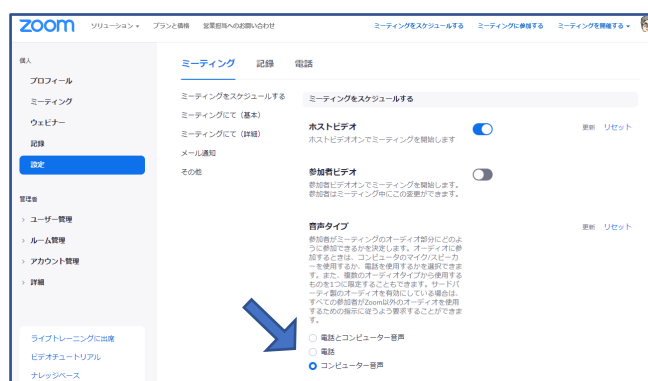 zoom ソリューション プランと価格 営業担当へのお問い合わせ ミーティングをスケジュールする ミーティングに参加する ミーティングを開催する
個人
プロフィール
ミーティング
ウェビナー
記録
設定
管理者
ユーザー管理
ルーム管理
アカウント管理
詳細
ライブトレーニングに出席
ビデオチュートリアル
ナレッジベース
ミーティング 記録 電話
ミーティングをスケジュールする
ミーティングにて（基本）
ミーティングにて（詳細）
メール通知
その他
ミーティングをスケジュールする
ホストビデオ 更新 リセット
ホストビデオオンでミーティングを開始します
参加者ビデオ
参加者ビデオオンでミーティングを開始します。
参加者はミーティング中にこの変更ができます。
音声タイプ 更新 リセット
参加者がミーティングのオーディオ部分にどのよ
うに参加できるかを決定します。オーディオに参
加するときは、コンピュータのマイク/スピーカ
ーを使用するか、電話を使用するかを選択できま
す。また、複数のオーディオタイプから使用する
ものを1つに限定することもできます。サードパ
ーティ製のオーディオを有効にしている場合は、
すべての参加者がZoom以外のオーディオを使用
するための指示に従うよう要求することができま
す。
電話とコンピューター音声
電話
コンピューター音声